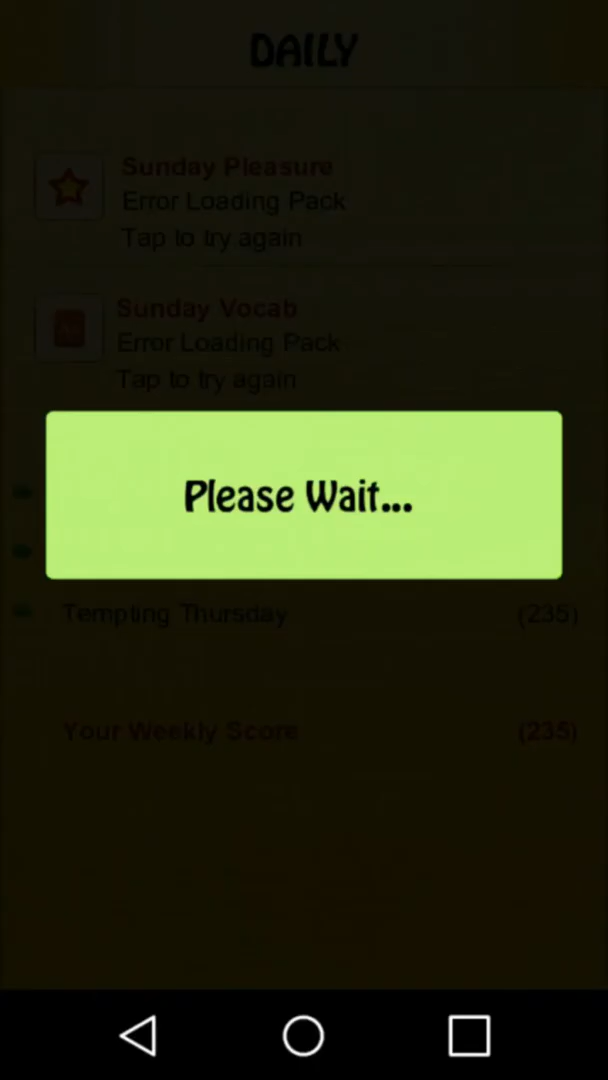 DAILY
Sunday Pleasure
Error Loading Pack
Tap to try again
Sunday Vocab
Error Loading Pack
Tap to try again
Please Wait...
Tempting Thursday (235)
Your Weekly Score (235)